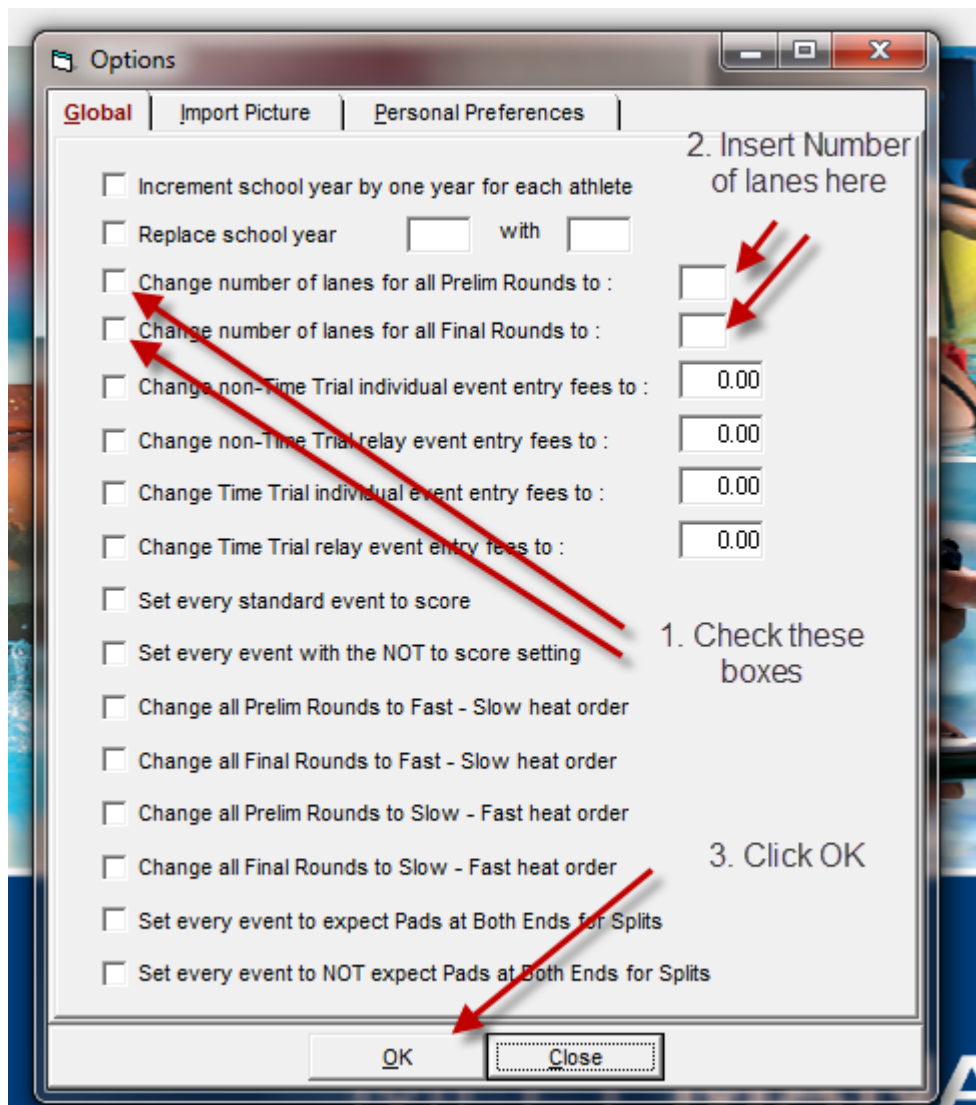 Options
Global Import Picture Personal Preferences
2. Insert Number
of lanes here
Increment school year by one year for each athlete
Replace school year with
Change number of lanes for all Prelim Rounds to :
Change number of lanes for all Final Rounds to :
Change non-Time Trial individual event entry fees to : 0.00
Change non-Time Trial relay event entry fees to : 0.00
Change Time Trial individual event entry fees to : 0.00
Change Time Trial relay event entry fees to : 0.00
Set every standard event to score
1. Check these
boxes
Set every event with the NOT to score setting
Change all Prelim Rounds to Fast - Slow heat order
Change all Final Rounds to Fast - Slow heat order
Change all Prelim Rounds to Slow - Fast heat order
Change all Final Rounds to Slow - Fast heat order
3. Click OK
Set every event to expect Pads at Both Ends for Splits
Set every event to NOT expect Pads at Both Ends for Splits
OK Close